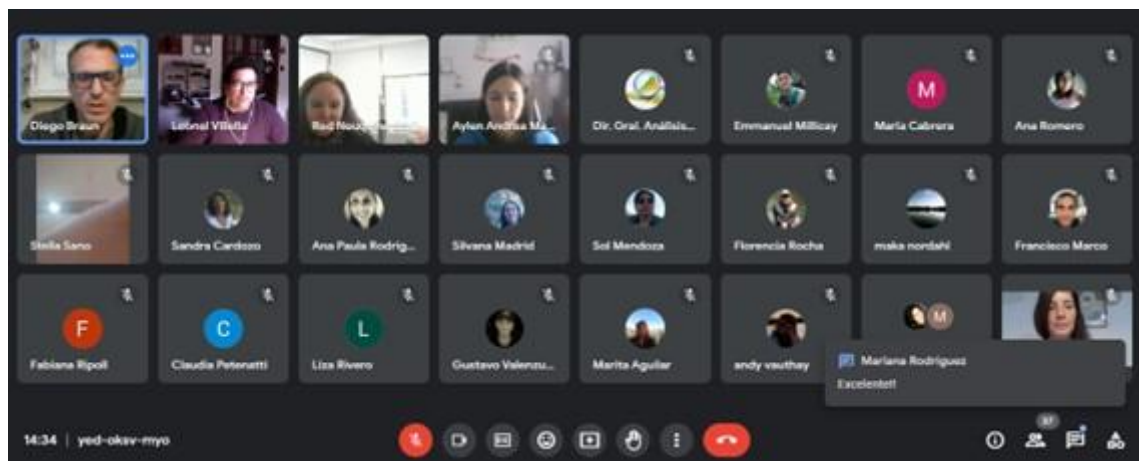 Diego Braun
Leonel Villella
Aylen Andrea Ma...
Dir. Gral. Análisis...
Emmanuel Millicay
M
María Cabrera
Ana Romero
Stella Sano
Sandra Cardozo
Ana Paula Rodrig...
Silvana Madrid
Sol Mendoza
Florencia Rocha
maka nordahl
Francisco Marco
F
Fabiana Ripoll
C
Claudia Petenatti
L
Liza Rivero
Gustavo Valenzu...
Marita Aguilar
andy vauthay
M
Mariana Rodriguez
Excelente!!
14:34 | yed-oksv-myo
37